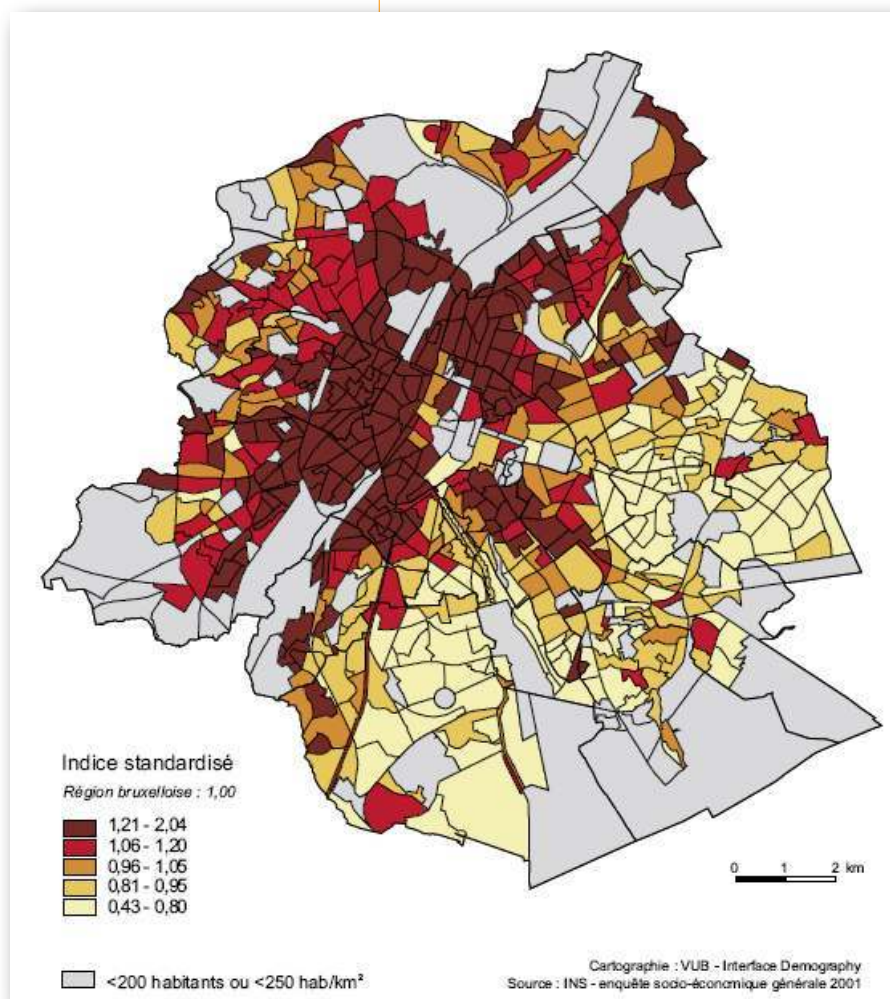 Indice standardisé
Région bruxelloise : 1,00
1,21 - 2,04
1,06 - 1,20
0,96 - 1,05
0,81 - 0,95
0,43 - 0,80
0 1 2 km
<200 habitants ou <250 hab/km²
Cartographie : VUB - Interface Demography
Source : INS - enquête socio-économique générale 2001